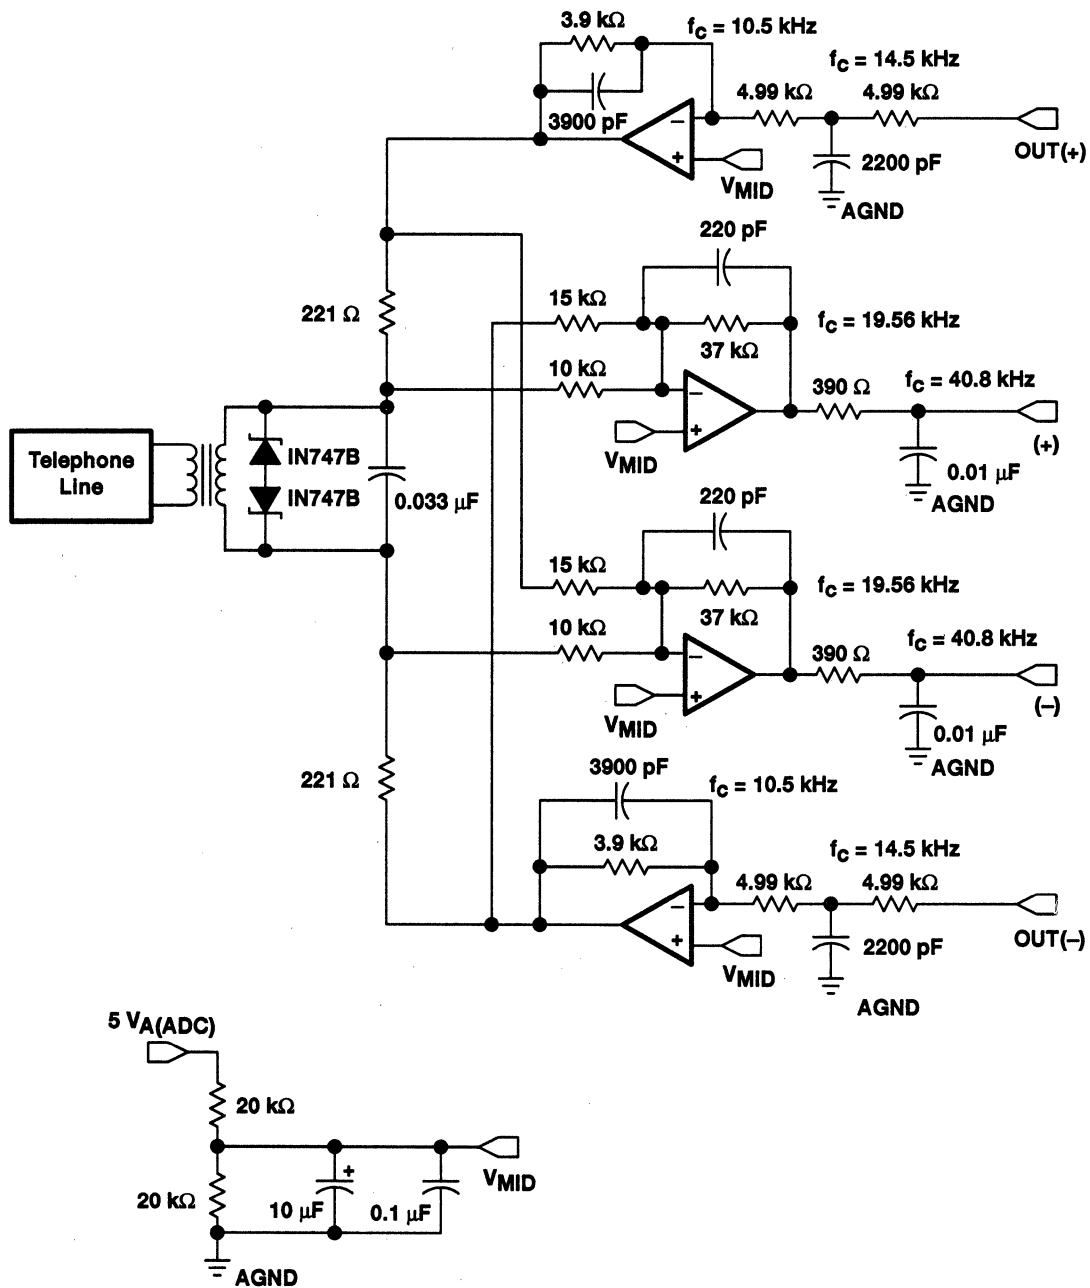 3.9 kΩ
fC = 10.5 kHz
fC = 14.5 kHz
4.99 kΩ
4.99 kΩ
3900 pF
OUT(+)
VMID
2200 pF
AGND
220 pF
15 kΩ
221 Ω
fC = 19.56 kHz
37 kΩ
10 kΩ
390 Ω
fC = 40.8 kHz
(+)
VMID
Telephone
Line
IN747B
IN747B
0.033 μF
0.01 μF
AGND
220 pF
15 kΩ
fC = 19.56 kHz
37 kΩ
10 kΩ
390 Ω
fC = 40.8 kHz
(–)
VMID
0.01 μF
AGND
221 Ω
3900 pF
fC = 10.5 kHz
3.9 kΩ
fC = 14.5 kHz
4.99 kΩ
4.99 kΩ
OUT(–)
VMID
2200 pF
AGND
5 VA(ADC)
20 kΩ
VMID
20 kΩ
10 μF
0.1 μF
AGND